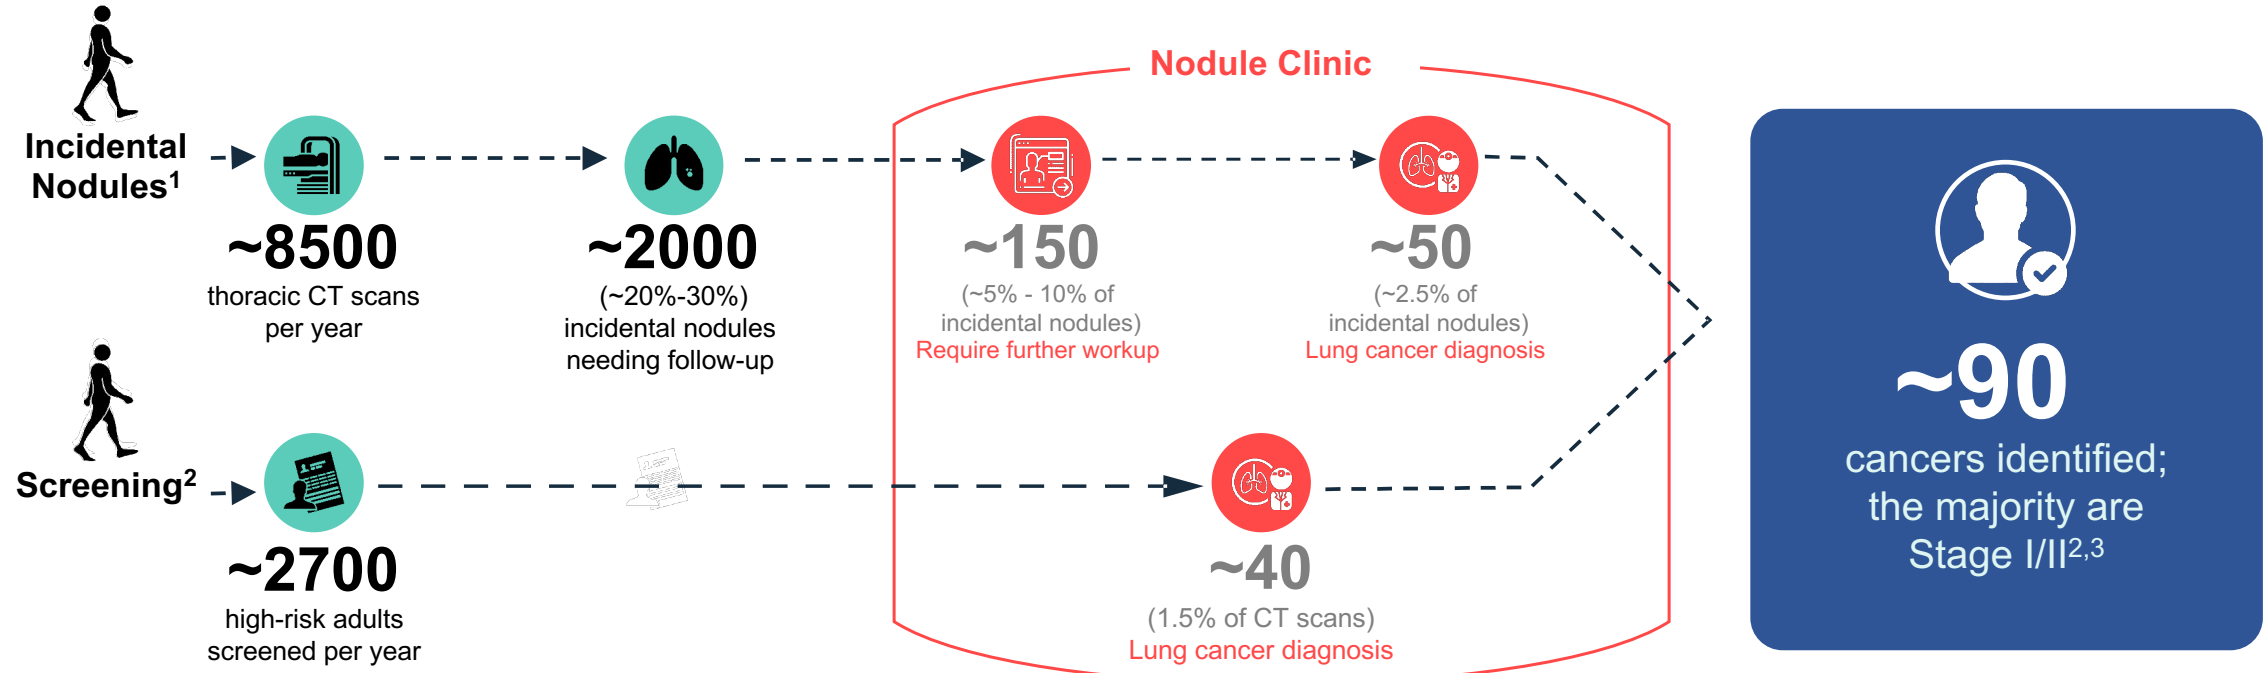 Nodule Clinic
Incidental
Nodules1
~8500
thoracic CT scans
per year
~2000
(~20%-30%)
incidental nodules
needing follow-up
~150
(~5% - 10% of
incidental nodules)
Require further workup
~50
(~2.5% of
incidental nodules)
Lung cancer diagnosis
Screening2
~2700
high-risk adults
screened per year
~40
(1.5% of CT scans)
Lung cancer diagnosis
~90
cancers identified;
the majority are
Stage I/II2,3